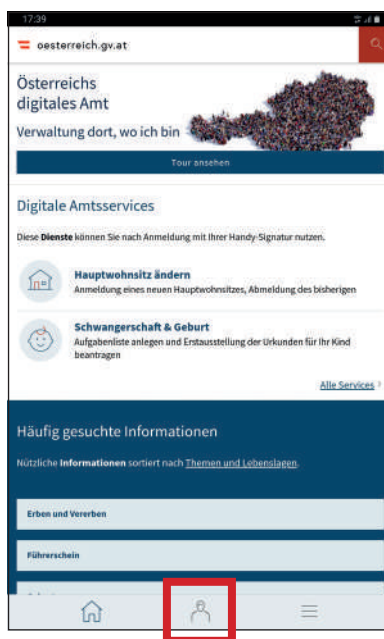 17:39
oesterreich.gv.at
Österreichs
digitales Amt
Verwaltung dort, wo ich bin
Tour ansehen
Digitale Amtsservices
Diese Dienste können Sie nach Anmeldung mit Ihrer Handy-Signatur nutzen.
Hauptwohnsitz ändern
Anmeldung eines neuen Hauptwohnsitzes, Abmeldung des bisherigen
Schwangerschaft & Geburt
Aufgabenliste anlegen und Erstausstellung der Urkunden für Ihr Kind
beantragen
Alle Services
Häufig gesuchte Informationen
Nützliche Informationen sortiert nach Themen und Lebenslagen.
Erben und Vererben
Führerschein